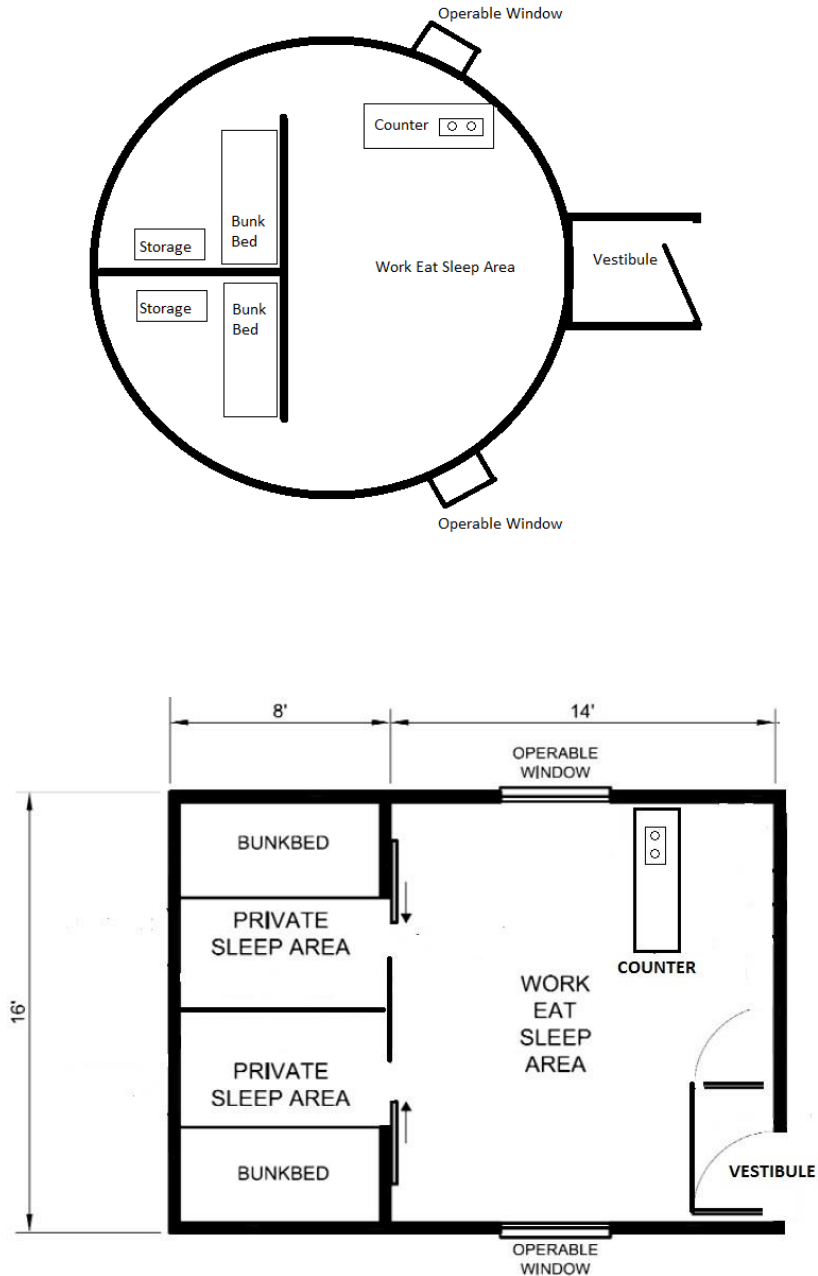 Operable Window
Counter
Bunk
Bed
Storage
Work Eat Sleep Area
Vestibule
Storage
Bunk
Bed
Operable Window
8'
14'
OPERABLE
WINDOW
BUNKBED
PRIVATE
SLEEP AREA
COUNTER
WORK
EAT
SLEEP
AREA
16'
PRIVATE
SLEEP AREA
BUNKBED
VESTIBULE
OPERABLE
WINDOW